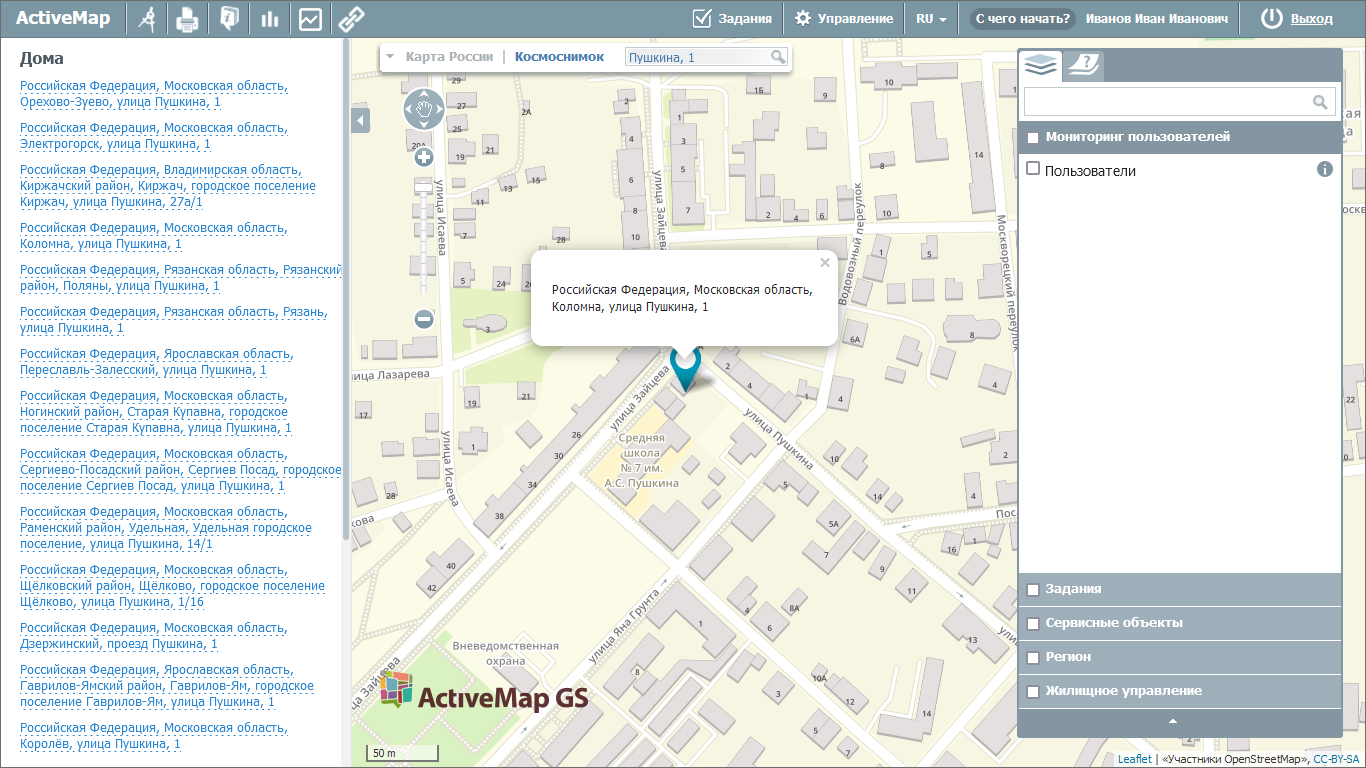 ActiveMap
Задания
Управление
RU
С чего начать?
Иванов Иван Иванович
Выход
Дома
Российская Федерация, Московская область,
Орехово-Зуево, улица Пушкина, 1
Российская Федерация, Московская область,
Электрогорск, улица Пушкина, 1
Российская Федерация, Владимирская область,
Киржачский район, Киржач, городское поселение
Киржач, улица Пушкина, 27а/1
Российская Федерация, Московская область,
Коломна, улица Пушкина, 1
Российская Федерация, Рязанская область, Рязанский
район, Поляны, улица Пушкина, 1
Российская Федерация, Рязанская область, Рязань,
улица Пушкина, 1
Российская Федерация, Ярославская область,
Переславль-Залесский, улица Пушкина, 1
Российская Федерация, Московская область,
Ногинский район, Старая Купавна, городское
поселение Старая Купавна, улица Пушкина, 1
Российская Федерация, Московская область,
Сергиево-Посадский район, Сергиев Посад, городское
поселение Сергиев Посад, улица Пушкина, 1
Российская Федерация, Московская область,
Раменский район, Удельная, Удельная городское
поселение, улица Пушкина, 14/1
Российская Федерация, Московская область,
Щёлковский район, Щёлково, городское поселение
Щёлково, улица Пушкина, 1/16
Российская Федерация, Московская область,
Дзержинский, проезд Пушкина, 1
Российская Федерация, Ярославская область,
Гаврилов-Ямский район, Гаврилов-Ям, городское
поселение Гаврилов-Ям, улица Пушкина, 1
Российская Федерация, Московская область,
Королёв, улица Пушкина, 1
Карта России | Космоснимок
Пушкина, 1
Российская Федерация, Московская область,
Коломна, улица Пушкина, 1
улица Исаева
улица Зайцева
Водовозный переулок
Москворецкий переулок
улица Зайцева
улица Пушкина
улица Исаева
Средняя
школа
№ 7 им.
А.С. Пушкина
улица Яна Грунта
Вневедомственная
охрана
ActiveMap GS
50 m
Мониторинг пользователей
Пользователи
Задания
Сервисные объекты
Регион
Жилищное управление
Leaflet | «Участники OpenStreetMap», CC-BY-SA